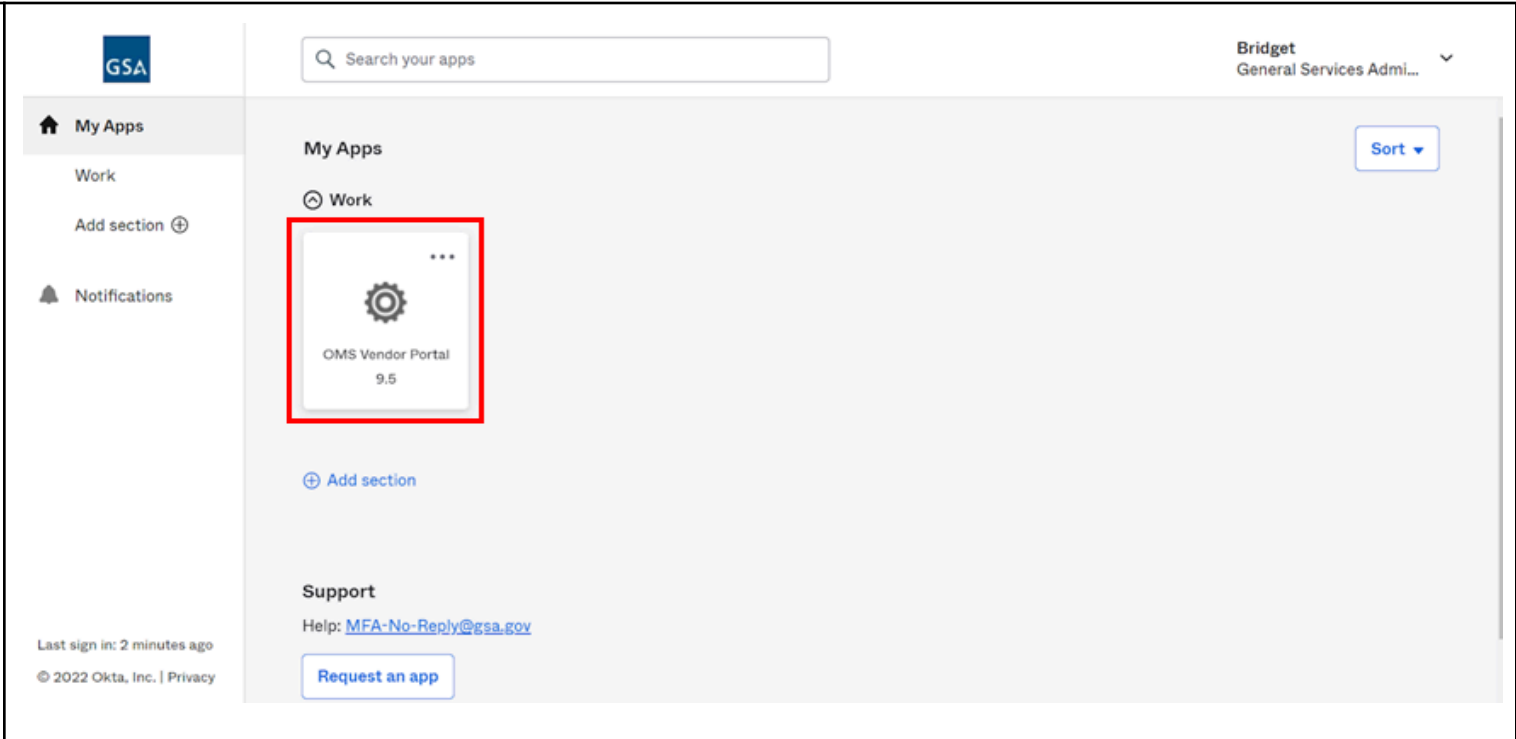 GSA
Search your apps
Bridget
General Services Admi...
My Apps
Work
Add section
Notifications
Last sign in: 2 minutes ago
© 2022 Okta, Inc. | Privacy
My Apps
Sort
Work
OMS Vendor Portal
9.5
Add section
Support
Help: MFA-No-Reply@gsa.gov
Request an app